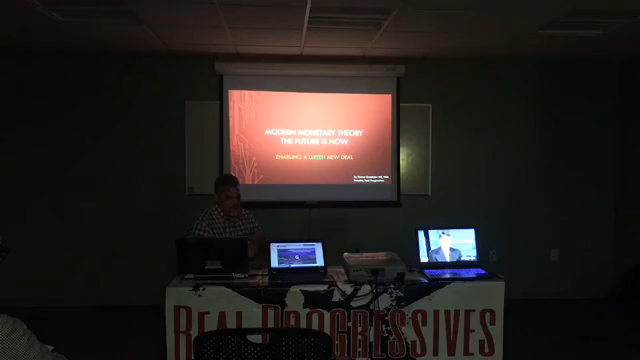 MODERN MONETARY THEORY
THE FUTURE IS NOW
ENABLING A GREEN NEW DEAL
REAL PROGRESSIVES